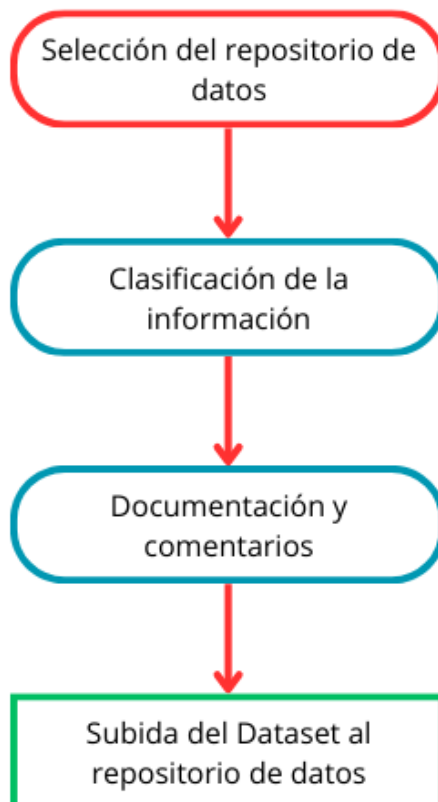 Selección del repositorio de
datos
Clasificación de la
información
Documentación y
comentarios
Subida del Dataset al
repositorio de datos